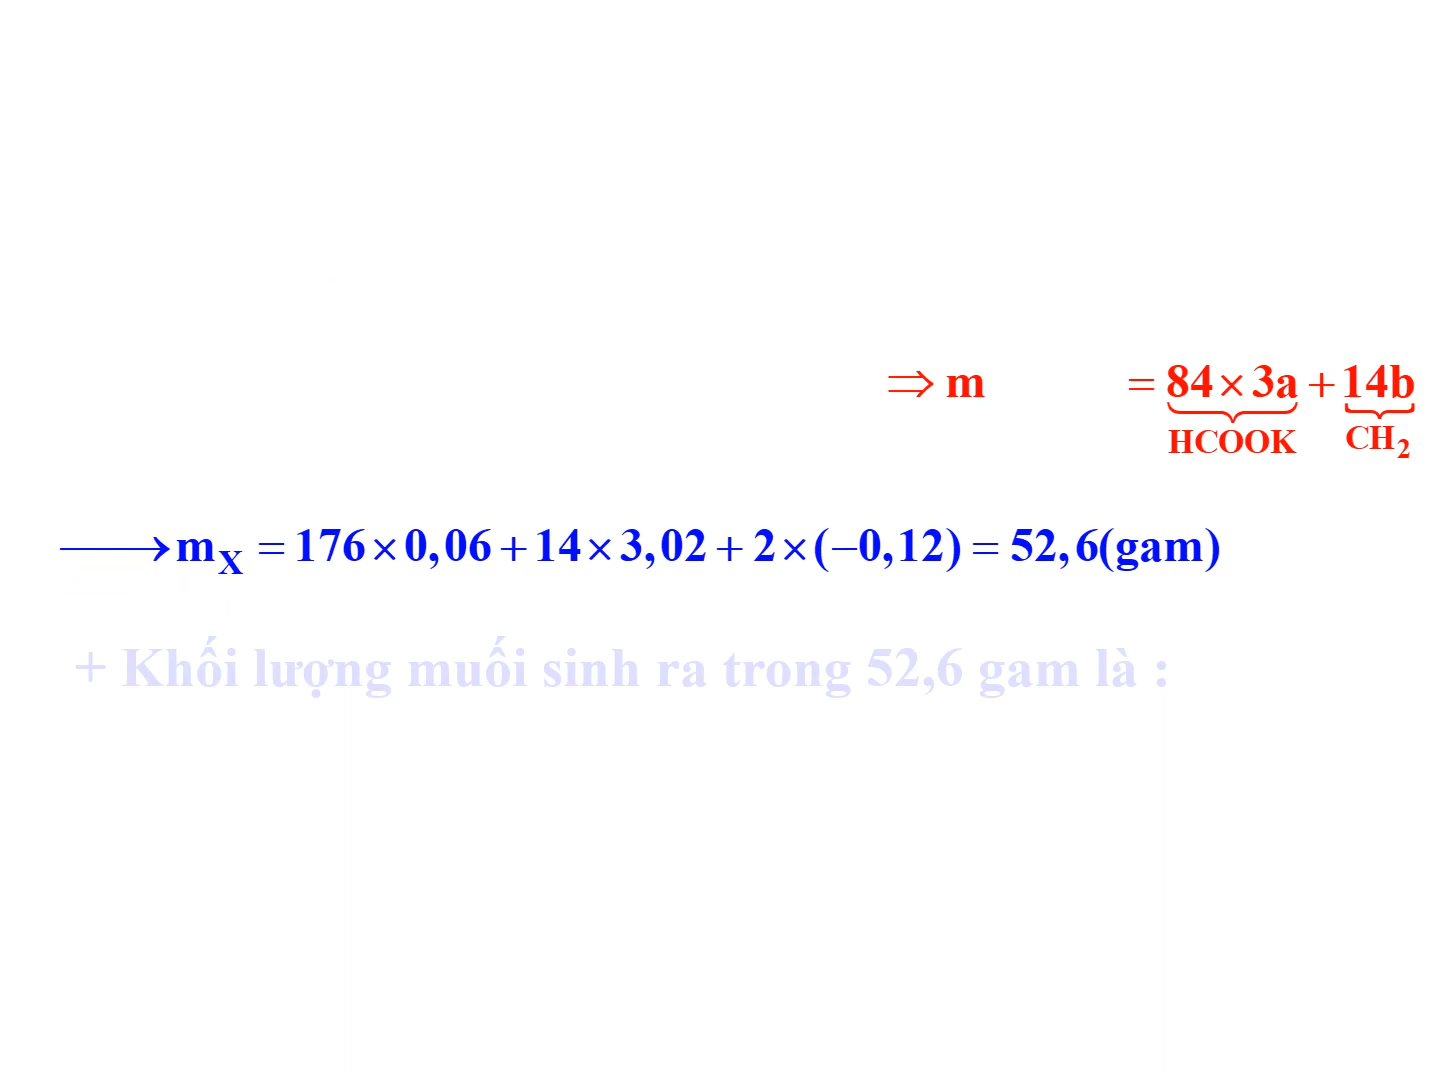 ⇒ m = 84 × 3a + 14b
HCOOK CH₂
⟶ m_X = 176 × 0,06 + 14 × 3,02 + 2 × (−0,12) = 52,6(gam)
+ Khối lượng muối sinh ra trong 52,6 gam là :